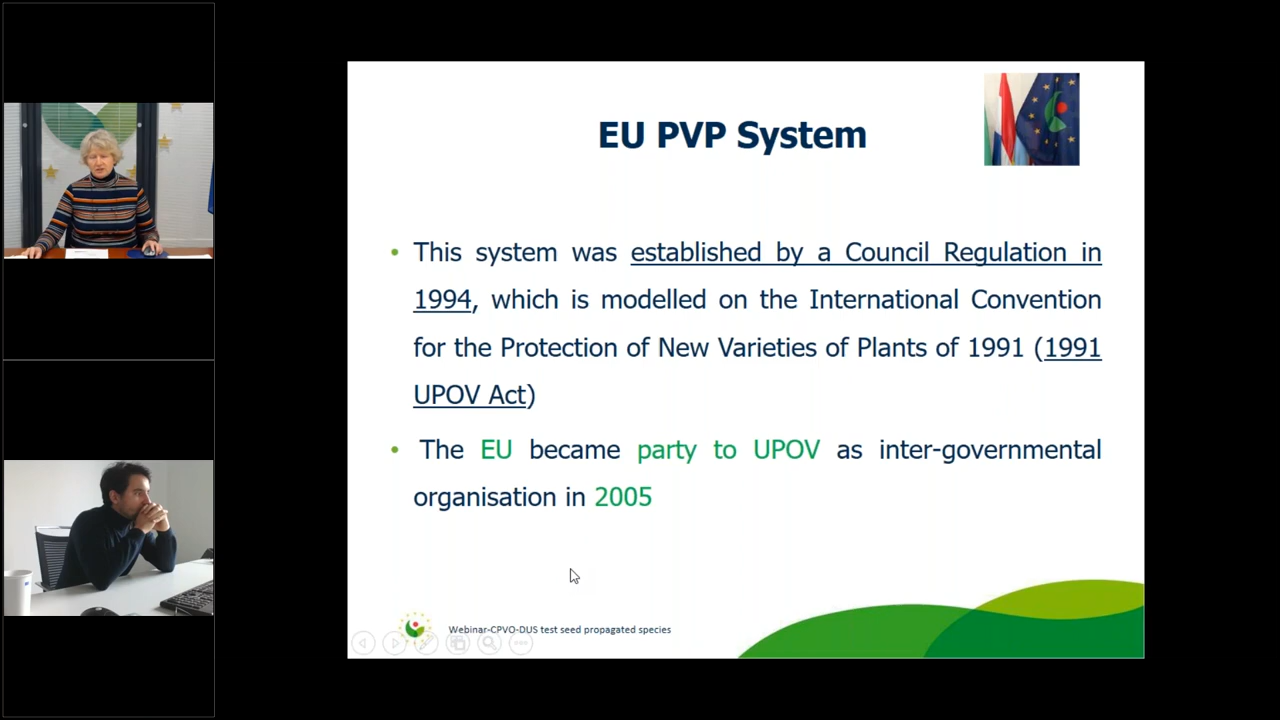 EU PVP System
• This system was established by a Council Regulation in
1994, which is modelled on the International Convention
for the Protection of New Varieties of Plants of 1991 (1991
UPOV Act)
• The EU became party to UPOV as inter-governmental
organisation in 2005
Webinar-CPVO-DUS test seed propagated species